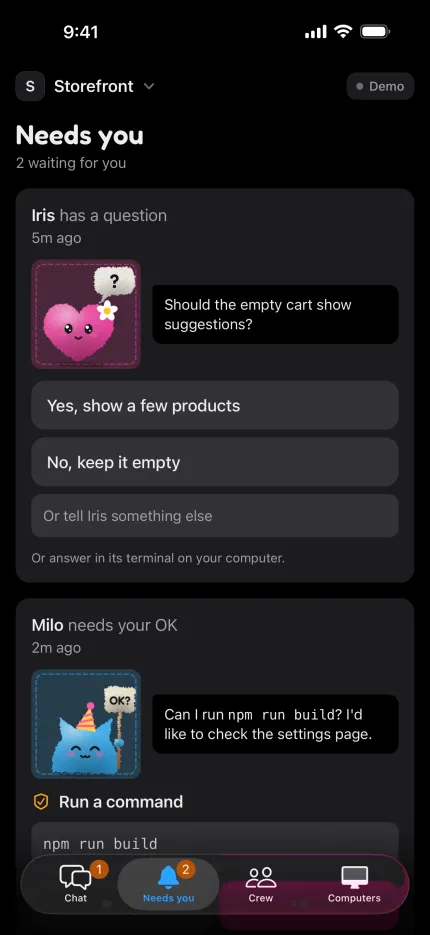 9:41
S Storefront
Demo
Needs you
2 waiting for you
Iris has a question
5m ago
?
Should the empty cart show
suggestions?
Yes, show a few products
No, keep it empty
Or tell Iris something else
Or answer in its terminal on your computer.
Milo needs your OK
2m ago
OK?
Can I run npm run build? I'd
like to check the settings page.
Run a command
npm run build
1
2
Chat
Needs you
Crew
Computers